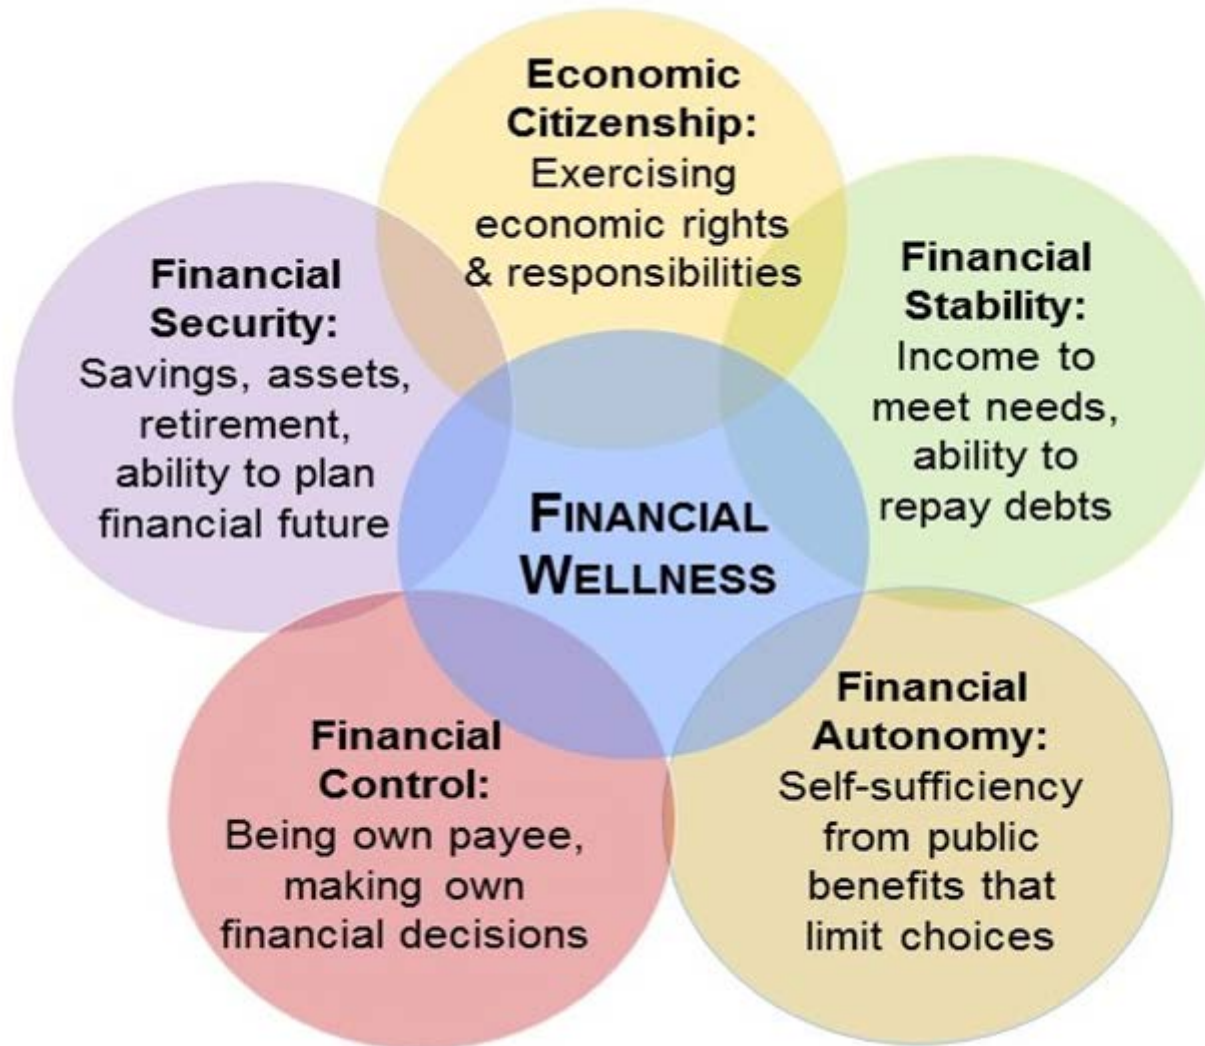 Economic
Citizenship:
Exercising
economic rights
& responsibilities
Financial
Security:
Savings, assets,
retirement,
ability to plan
financial future
Financial
Stability:
Income to
meet needs,
ability to
repay debts
FINANCIAL
WELLNESS
Financial
Control:
Being own payee,
making own
financial decisions
Financial
Autonomy:
Self-sufficiency
from public
benefits that
limit choices